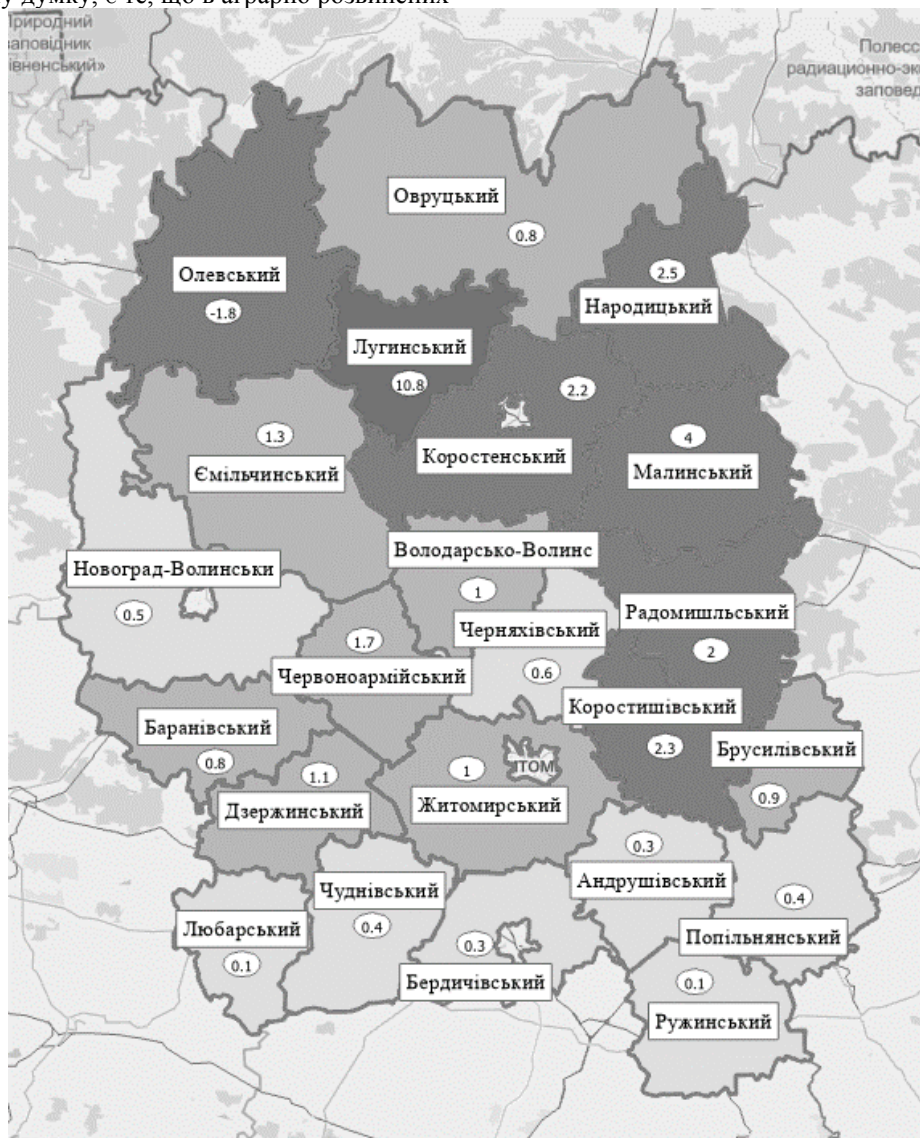 у думку, є те, що в аграрно розвинених
Природний
заповідник
івненський»
Полесс
радиационно-эк
заповед
Овруцький
0.8
Олевський
-1.8
2.5
Народицький
Лугинський
10.8
2.2
Коростенський
4
Малинський
1.3
Ємільчинський
Володарсько-Волинс
1
Новоград-Волинськи
0.5
Черняхівський
0.6
Радомишльський
2
1.7
Червоноармійський
Коростишівський
2.3
Баранівський
0.8
Брусилівський
0.9
1.1
Дзержинський
ТОМ
1
Житомирський
0.3
Андрушівський
Чуднівський
0.4
0.4
Попільнянський
Любарський
0.1
0.3
Бердичівський
0.1
Ружинський